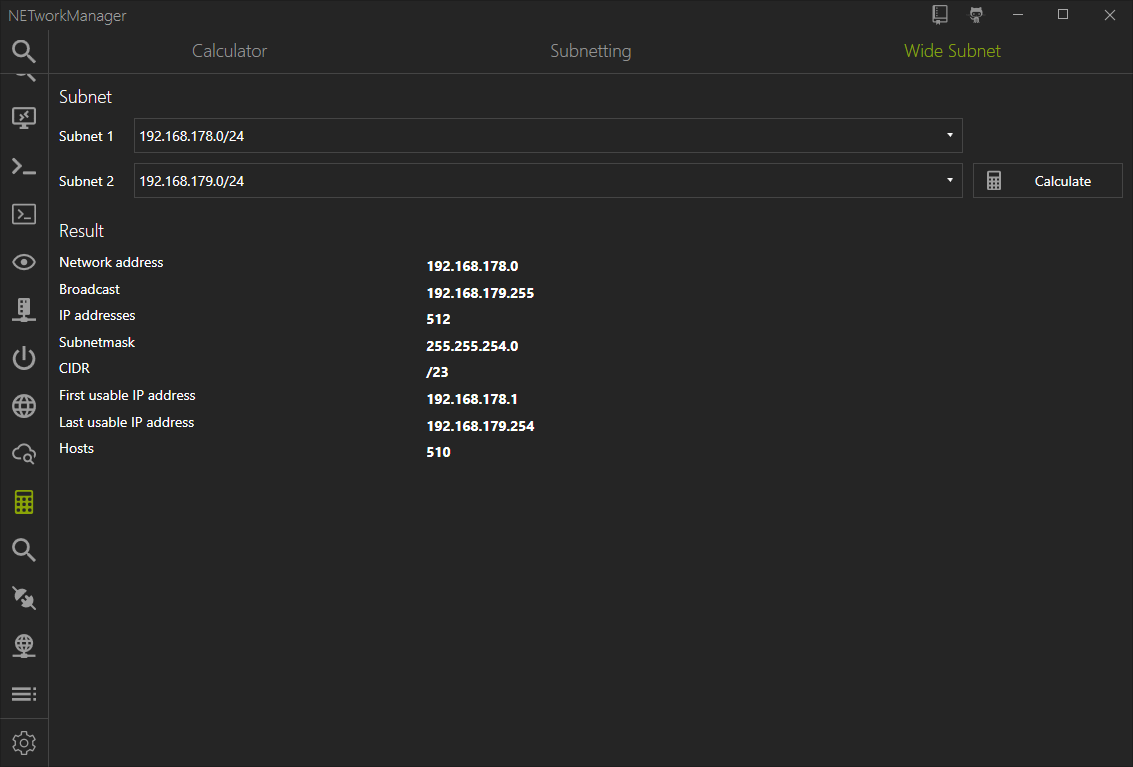 NETworkManager
Calculator Subnetting Wide Subnet
Subnet
Subnet 1 192.168.178.0/24
Subnet 2 192.168.179.0/24 Calculate
Result
Network address 192.168.178.0
Broadcast 192.168.179.255
IP addresses 512
Subnetmask 255.255.254.0
CIDR /23
First usable IP address 192.168.178.1
Last usable IP address 192.168.179.254
Hosts 510